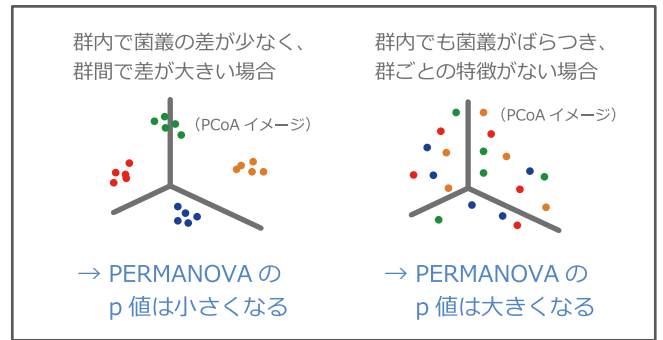 群内で菌叢の差が少なく、
群間で差が大きい場合
（PCoA イメージ）
→ PERMANOVA の
p 値は小さくなる
群内でも菌叢がばらつき、
群ごとの特徴がない場合
（PCoA イメージ）
→ PERMANOVA の
p 値は大きくなる